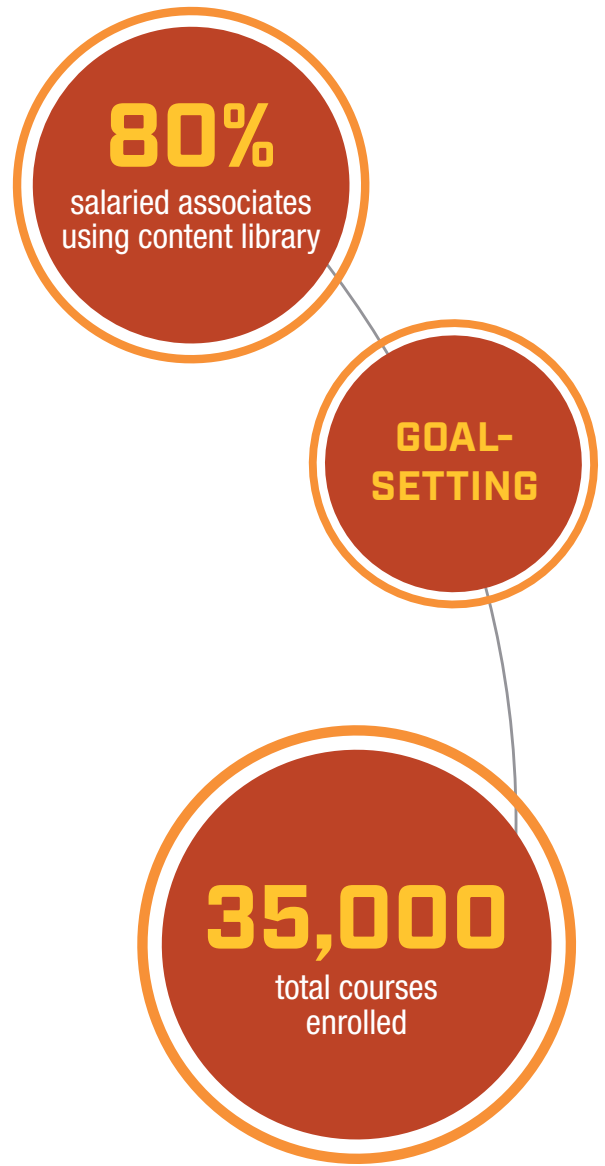 80%
salaried associates
using content library
GOAL-
SETTING
35,000
total courses
enrolled